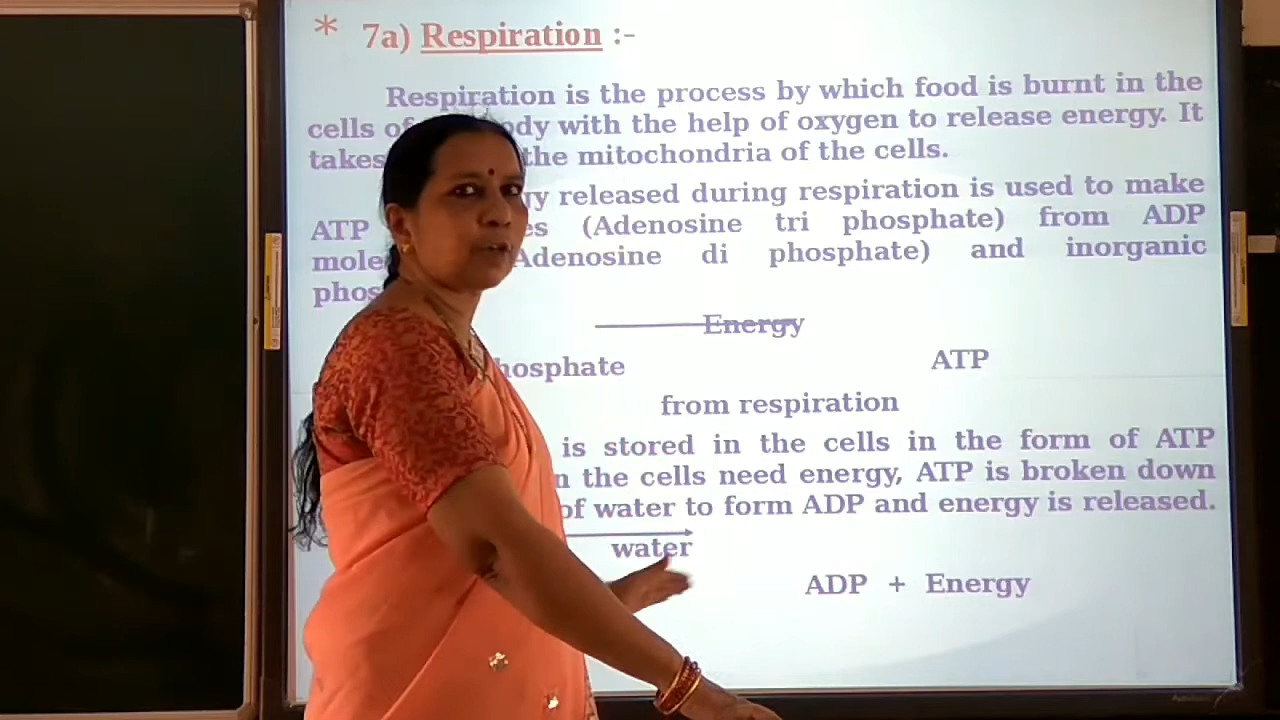 * 7a) Respiration :-
Respiration is the process by which food is burnt in the
cells of ody with the help of oxygen to release energy. It
takes the mitochondria of the cells.
gy released during respiration is used to make
ATP es (Adenosine tri phosphate) from ADP
mole Adenosine di phosphate) and inorganic
phos
Energy
hosphate ATP
from respiration
is stored in the cells in the form of ATP
n the cells need energy, ATP is broken down
of water to form ADP and energy is released.
water
ADP + Energy